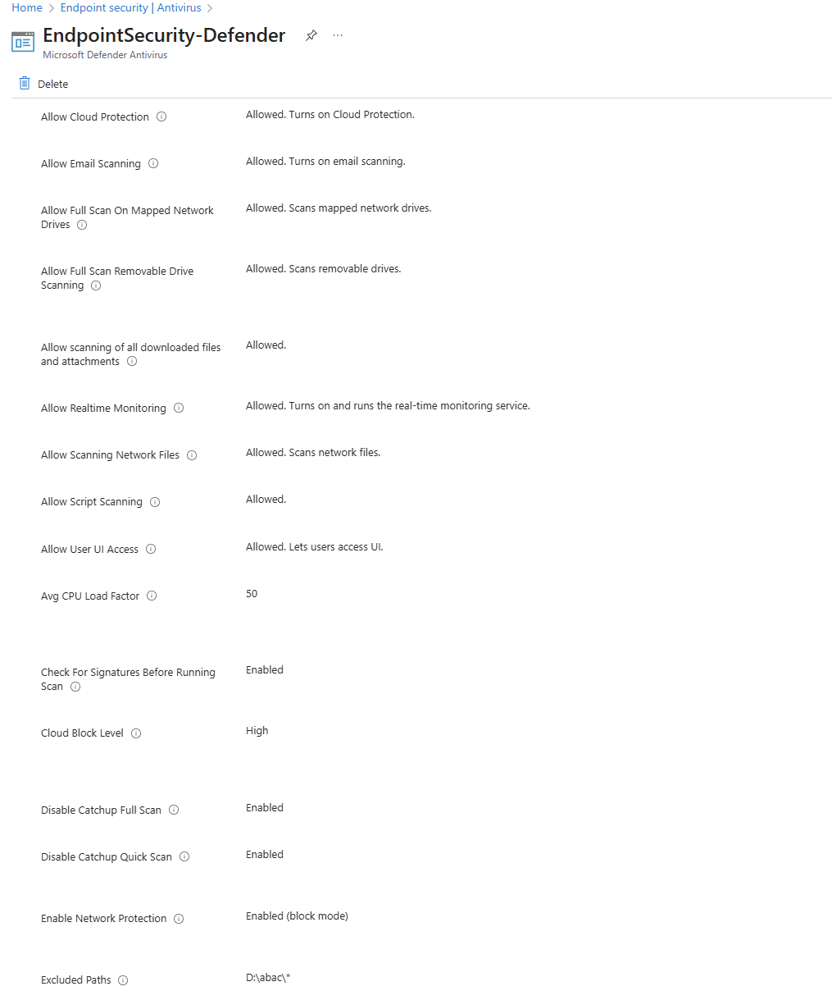 Home > Endpoint security | Antivirus >
EndpointSecurity-Defender ...
Microsoft Defender Antivirus
Delete
Allow Cloud Protection Allowed. Turns on Cloud Protection.
Allow Email Scanning Allowed. Turns on email scanning.
Allow Full Scan On Mapped Network Allowed. Scans mapped network drives.
Drives
Allow Full Scan Removable Drive Allowed. Scans removable drives.
Scanning
Allow scanning of all downloaded files Allowed.
and attachments
Allow Realtime Monitoring Allowed. Turns on and runs the real-time monitoring service.
Allow Scanning Network Files Allowed. Scans network files.
Allow Script Scanning Allowed.
Allow User UI Access Allowed. Lets users access UI.
Avg CPU Load Factor 50
Check For Signatures Before Running Enabled
Scan
Cloud Block Level High
Disable Catchup Full Scan Enabled
Disable Catchup Quick Scan Enabled
Enable Network Protection Enabled (block mode)
Excluded Paths D:\abac\*